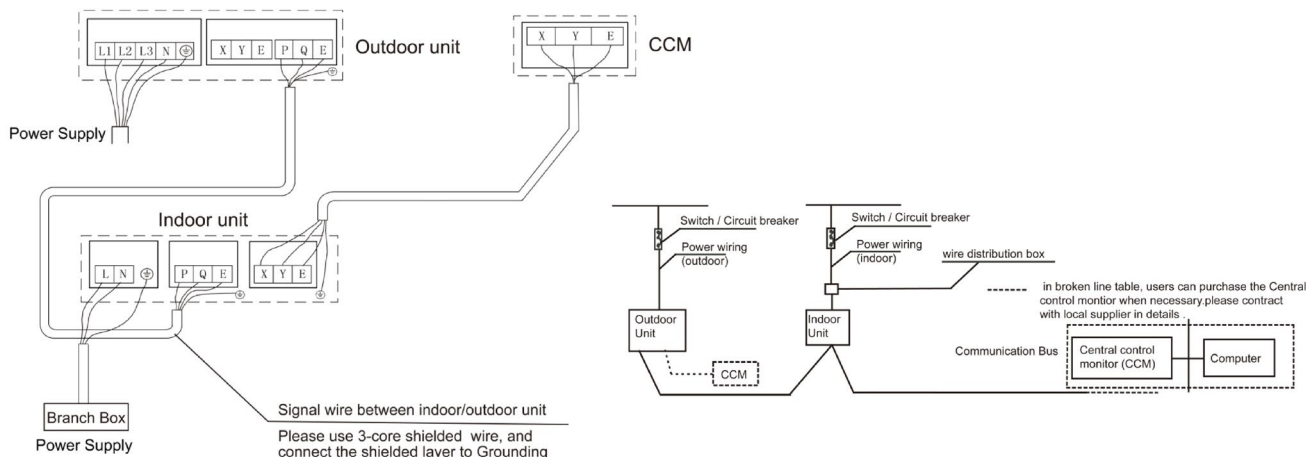 L1 L2 L3 N
X Y E P Q E
Outdoor unit
X Y E
CCM
Power Supply
Indoor unit
L N
P Q E
X Y E
Branch Box
Power Supply
Signal wire between indoor/outdoor unit
Please use 3-core shielded wire, and
connect the shielded layer to Grounding
Switch / Circuit breaker
Power wiring
(outdoor)
Switch / Circuit breaker
Power wiring
(indoor)
wire distribution box
in broken line table, users can purchase the Central
control montior when necessary.please contract
with local supplier in details .
Outdoor
Unit
Indoor
Unit
CCM
Communication Bus
Central control
monitor (CCM)
Computer